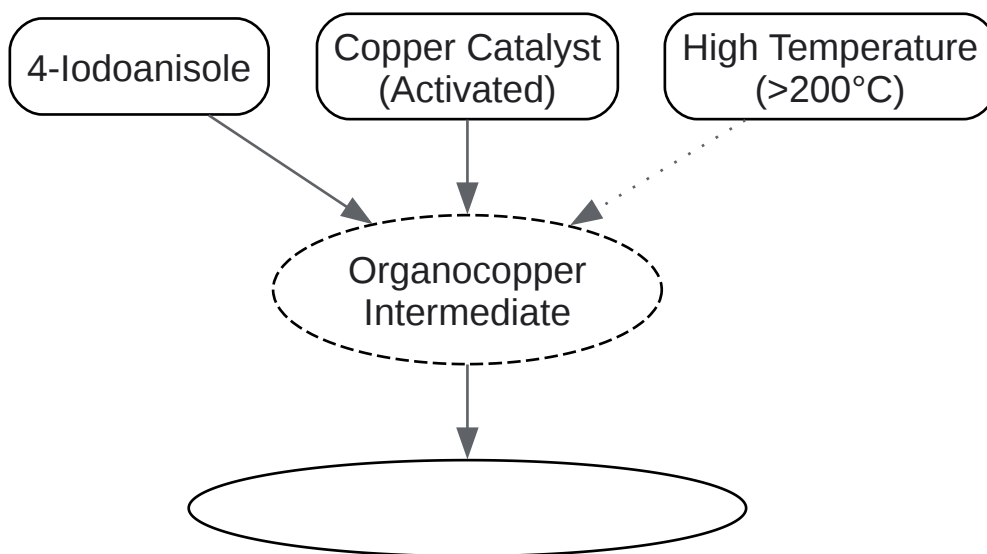 4-Iodoanisole
Copper Catalyst
(Activated)
High Temperature
(>200°C)
Organocopper
Intermediate